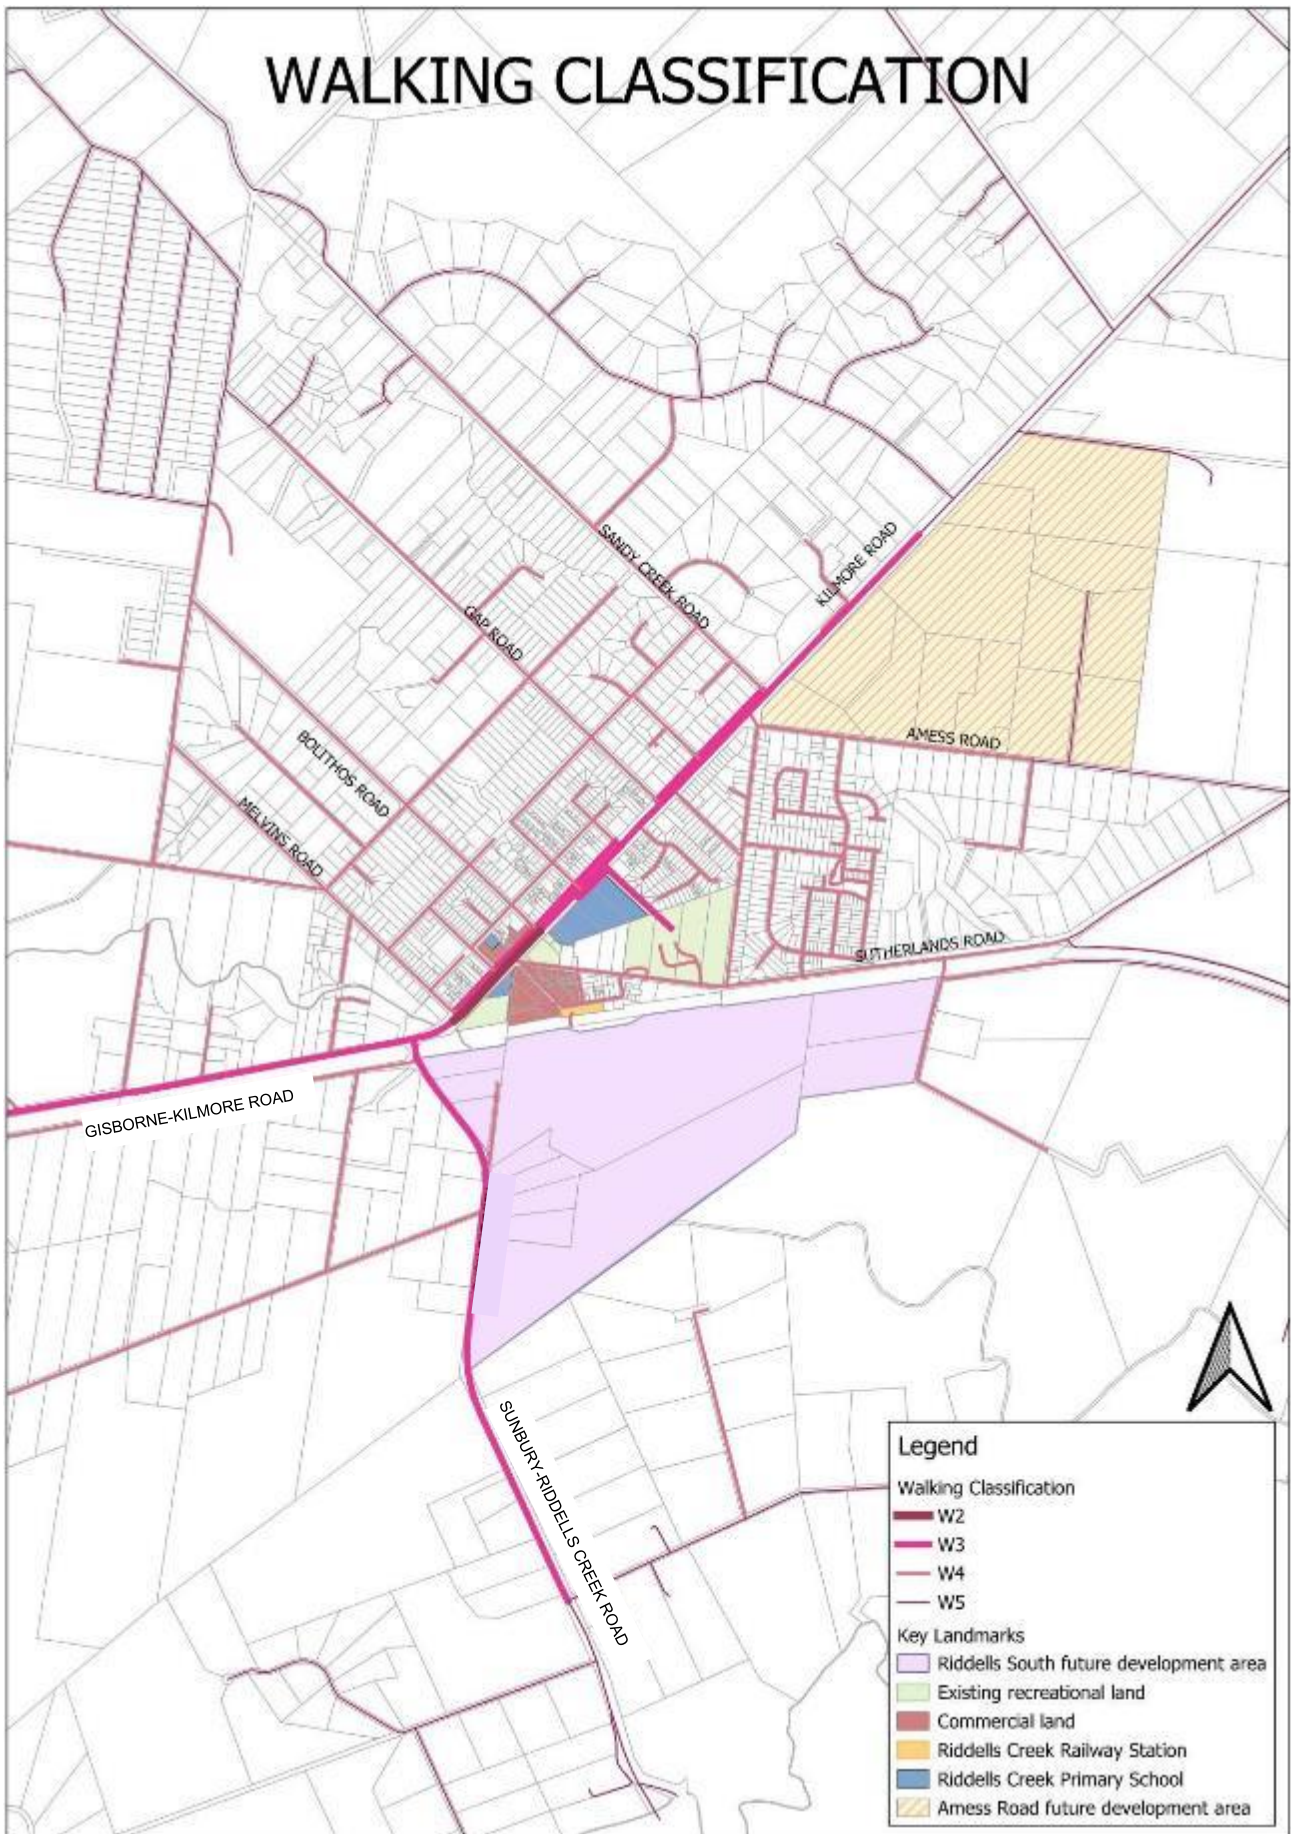 WALKING CLASSIFICATION
SANDY CREEK ROAD
KILMORE ROAD
GAP ROAD
AMESS ROAD
BOLITHOS ROAD
MELVINS ROAD
SUTHERLANDS ROAD
GISBORNE-KILMORE ROAD
SUNBURY-RIDDELLS CREEK ROAD
Legend
Walking Classification
W2
W3
W4
W5
Key Landmarks
Riddells South future development area
Existing recreational land
Commercial land
Riddells Creek Railway Station
Riddells Creek Primary School
Amess Road future development area